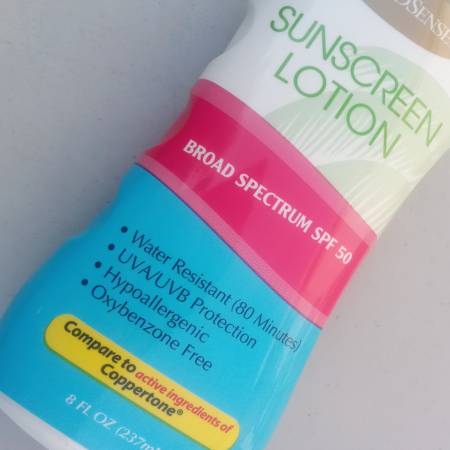 SUNSCREEN
LOTION
BROAD SPECTRUM SPF 50
• Water Resistant (80 Minutes)
• UVA/UVB Protection
• Hypoallergenic
• Oxybenzone Free
Compare to active ingredients of
Coppertone®
8 FL OZ (237ml